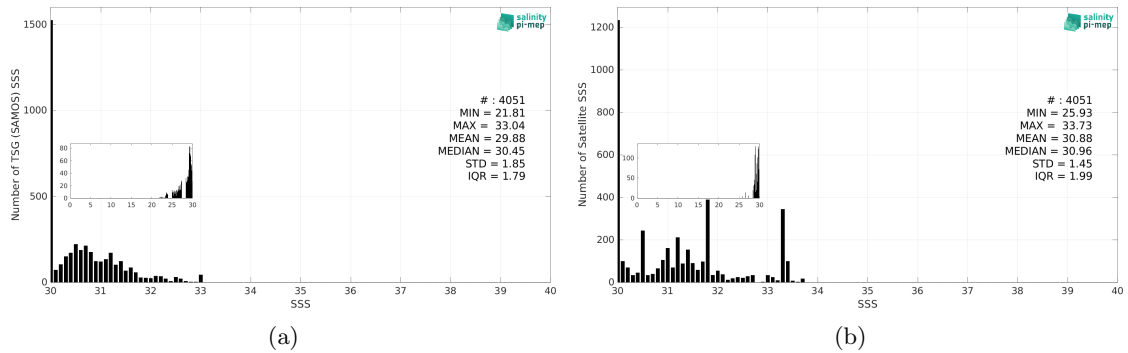 1500
1000
500
0
30 31 32 33 34 35 36 37 38 39 40
SSS
Number of TSG (SAMOS) SSS
salinity
pi-mep
# : 4051
MIN = 21.81
MAX = 33.04
MEAN = 29.88
MEDIAN = 30.45
STD = 1.85
IQR = 1.79
80
60
40
20
0
0 5 10 15 20 25 30
(a)
1200
1000
800
600
400
200
0
30 31 32 33 34 35 36 37 38 39 40
SSS
Number of Satellite SSS
salinity
pi-mep
# : 4051
MIN = 25.93
MAX = 33.73
MEAN = 30.88
MEDIAN = 30.96
STD = 1.45
IQR = 1.99
100
50
0
0 5 10 15 20 25 30
(b)